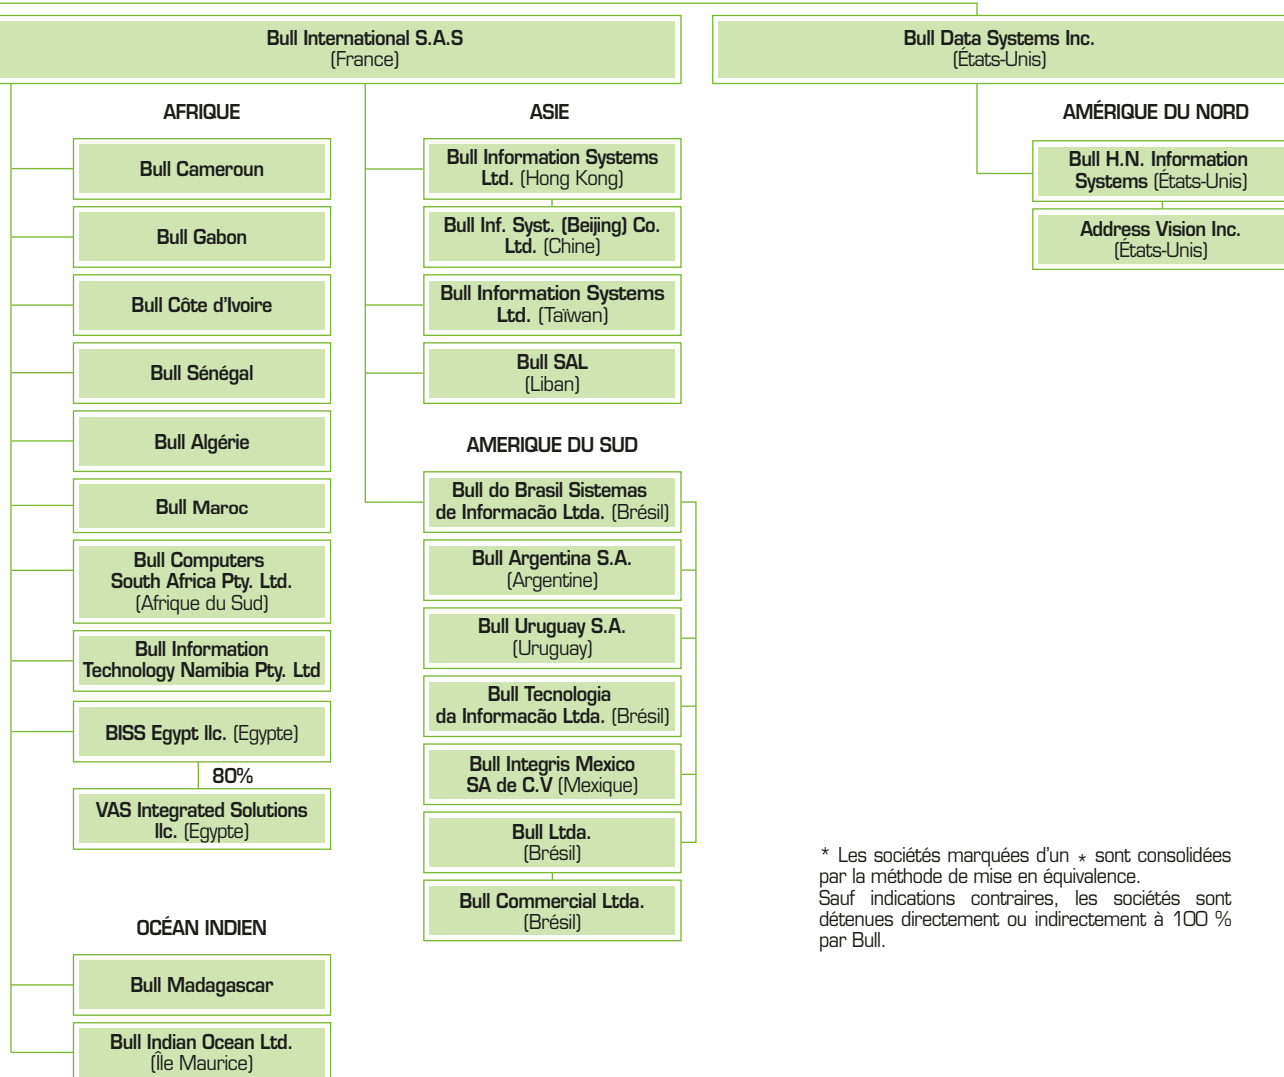 Bull International S.A.S
(France)
Bull Data Systems Inc.
(États-Unis)
AFRIQUE
Bull Cameroun
Bull Gabon
Bull Côte d'Ivoire
Bull Sénégal
Bull Algérie
Bull Maroc
Bull Computers
South Africa Pty. Ltd.
(Afrique du Sud)
Bull Information
Technology Namibia Pty. Ltd
BISS Egypt llc. (Egypte)
80%
VAS Integrated Solutions
llc. (Egypte)
OCÉAN INDIEN
Bull Madagascar
Bull Indian Ocean Ltd.
(Île Maurice)
ASIE
Bull Information Systems
Ltd. (Hong Kong)
Bull Inf. Syst. (Beijing) Co.
Ltd. (Chine)
Bull Information Systems
Ltd. (Taïwan)
Bull SAL
(Liban)
AMERIQUE DU SUD
Bull do Brasil Sistemas
de Informacão Ltda. (Brésil)
Bull Argentina S.A.
(Argentine)
Bull Uruguay S.A.
(Uruguay)
Bull Tecnologia
da Informacão Ltda. (Brésil)
Bull Integris Mexico
SA de C.V (Mexique)
Bull Ltda.
(Brésil)
Bull Commercial Ltda.
(Brésil)
AMÉRIQUE DU NORD
Bull H.N. Information
Systems (États-Unis)
Address Vision Inc.
(États-Unis)
* Les sociétés marquées d'un * sont consolidées
par la méthode de mise en équivalence.
Sauf indications contraires, les sociétés sont
détenues directement ou indirectement à 100 %
par Bull.